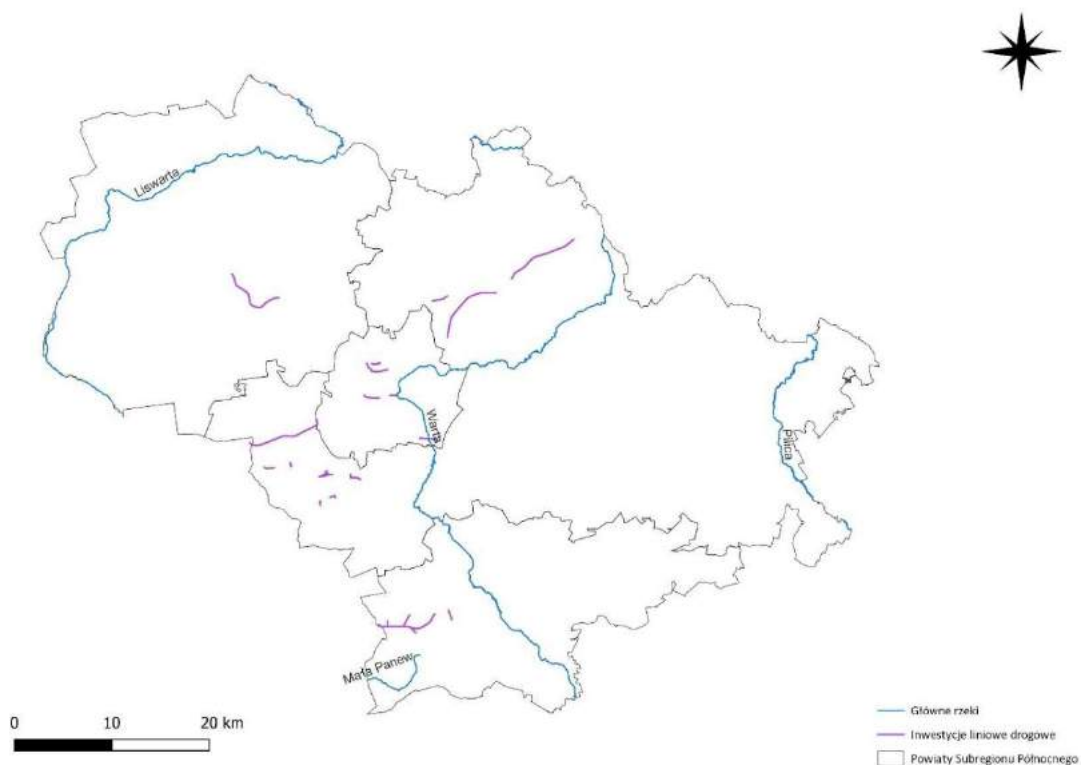 Liswarta
Warta
Pilica
Mała Panew
0 10 20 km
Główne rzeki
Inwestycje liniowe drogowe
Powiaty Subregionu Północnego